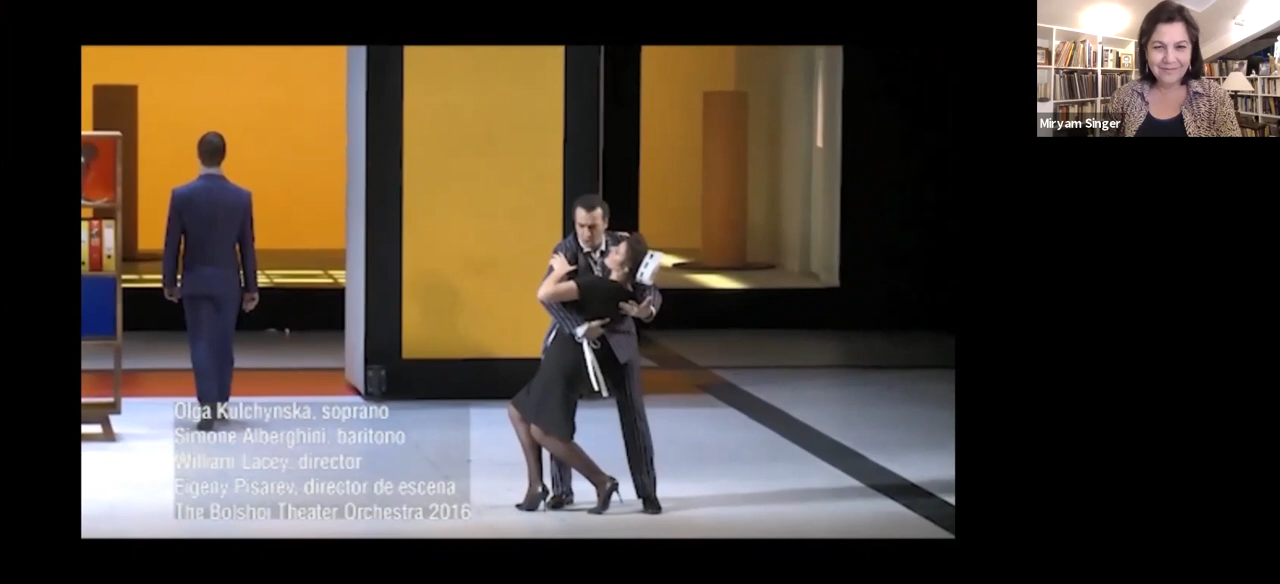 Miryam Singer
Olga Kulchynska, soprano
Simone Alberghini, baritono
William Lacey, director
Evgeny Pisarev, director de escena
The Bolshoi Theater Orchestra 2016